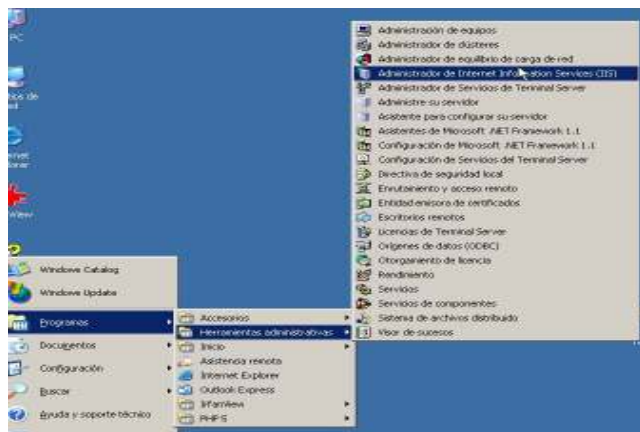 PC
Administración de equipos
Administrador de clústeres
Administrador de equilibrio de carga de red
Administrador de Internet Information Services (IIS)
Administrador de Servicios de Terminal Server
Administre su servidor
Asistente para configurar su servidor
Asistentes de Microsoft .NET Framework 1.1
Configuración de Microsoft .NET Framework 1.1
Configuración de Servicios del Terminal Server
Directiva de seguridad local
Enrutamiento y acceso remoto
Entidad emisora de certificados
Escritorios remotos
Licencias de Terminal Server
Orígenes de datos (ODBC)
Otorgamiento de licencia
Rendimiento
Servicios
Servicios de componentes
Sistema de archivos distribuido
Visor de sucesos
Windows Catalog
Windows Update
Programas
Documentos
Configuración
Buscar
Ayuda y soporte técnico
Accesorios
Herramientas administrativas
Inicio
Asistencia remota
Internet Explorer
Outlook Express
IrfanView
PHP 5